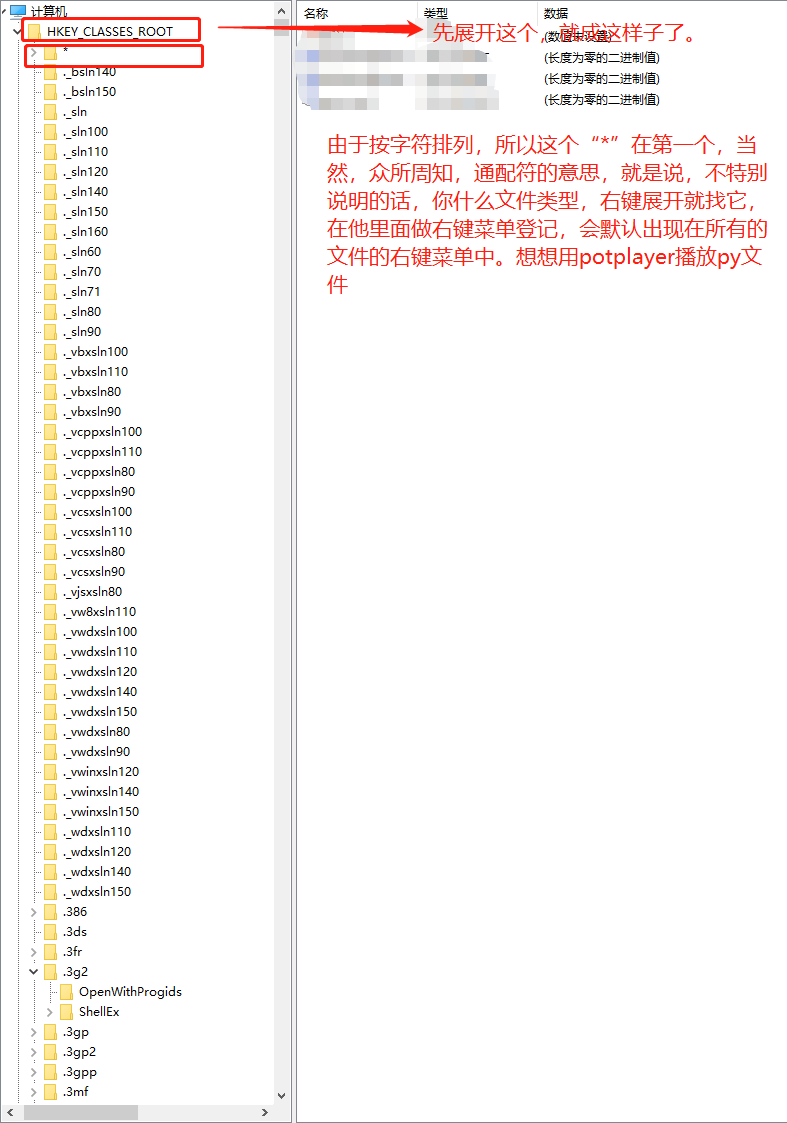 计算机
HKEY_CLASSES_ROOT
*
._bsln140
._bsln150
._sln
._sln100
._sln110
._sln120
._sln140
._sln150
._sln160
._sln60
._sln70
._sln71
._sln80
._sln90
._vbxsln100
._vbxsln110
._vbxsln80
._vbxsln90
._vcppxsln100
._vcppxsln110
._vcppxsln80
._vcppxsln90
._vcsxsln100
._vcsxsln110
._vcsxsln80
._vcsxsln90
._vjsxsln80
._vw8xsln110
._vwdxsln100
._vwdxsln110
._vwdxsln120
._vwdxsln140
._vwdxsln150
._vwdxsln80
._vwdxsln90
._vwinxsln120
._vwinxsln140
._vwinxsln150
._wdxsln110
._wdxsln120
._wdxsln140
._wdxsln150
.386
.3ds
.3fr
.3g2
OpenWithProgids
ShellEx
.3gp
.3gp2
.3gpp
.3mf
名称 类型 数据
先展开这个，就成这样子了。
(长度为零的二进制值)
(长度为零的二进制值)
(长度为零的二进制值)
由于按字符排列，所以这个“*”在第一个，当
然，众所周知，通配符的意思，就是说，不特别
说明的话，你什么文件类型，右键展开就找它，
在他里面做右键菜单登记，会默认出现在所有的
文件的右键菜单中。想想用potplayer播放py文
件